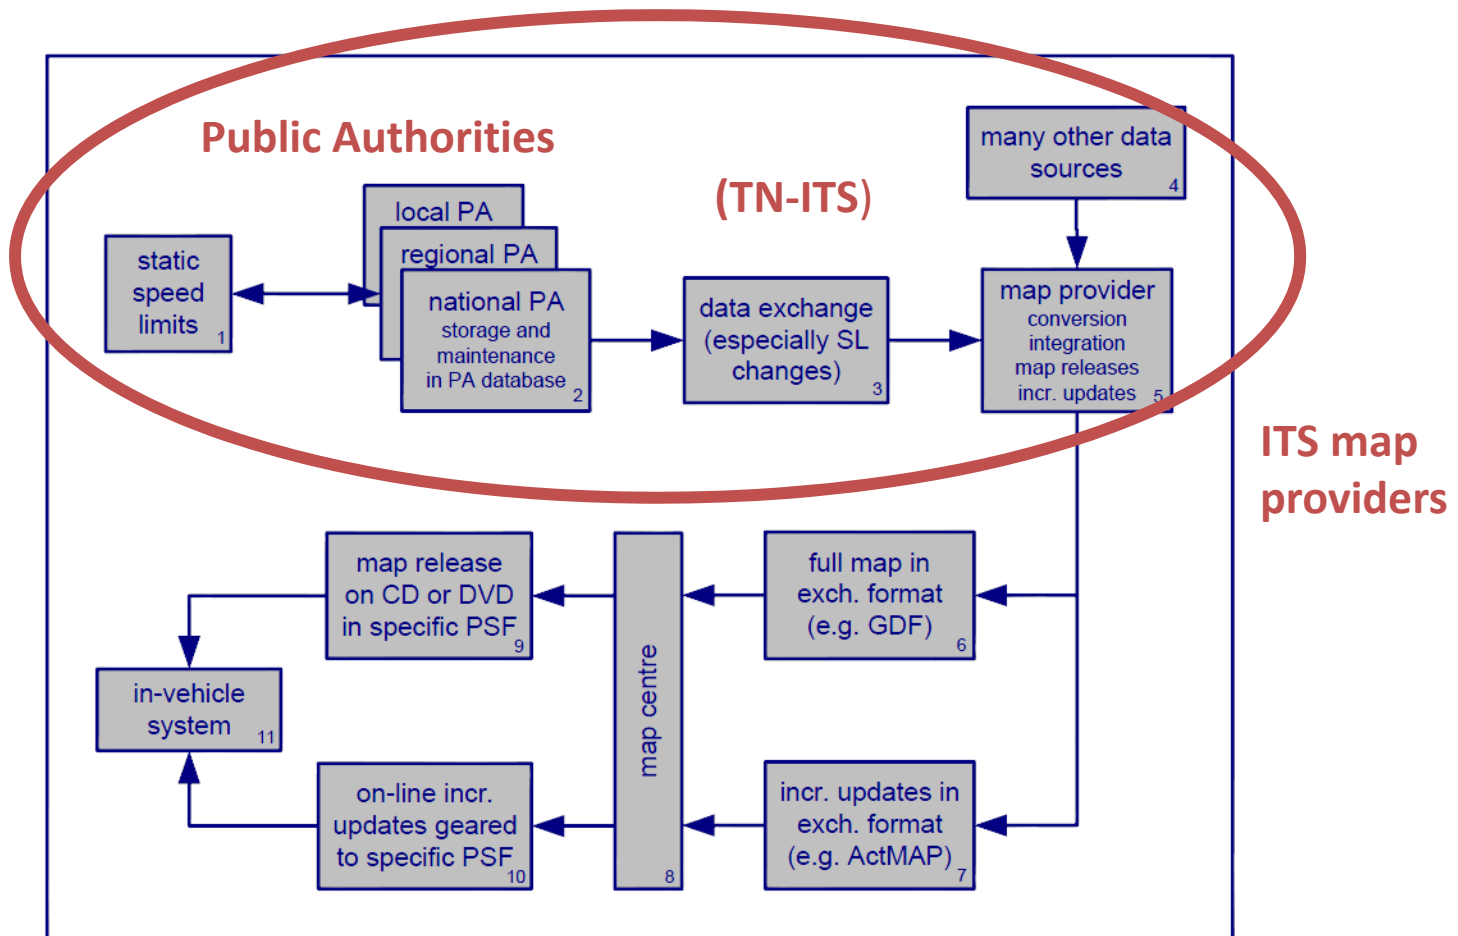 Public Authorities
(TN-ITS)
many other data
sources
4
local PA
regional PA
national PA
storage and
maintenance
in PA database
2
static
speed
limits
1
data exchange
(especially SL
changes)
3
map provider
conversion
integration
map releases
incr. updates
5
ITS map
providers
map release
on CD or DVD
in specific PSF
9
full map in
exch. format
(e.g. GDF)
6
map centre
8
in-vehicle
system
11
on-line incr.
updates geared
to specific PSF
10
incr. updates in
exch. format
(e.g. ActMAP)
7